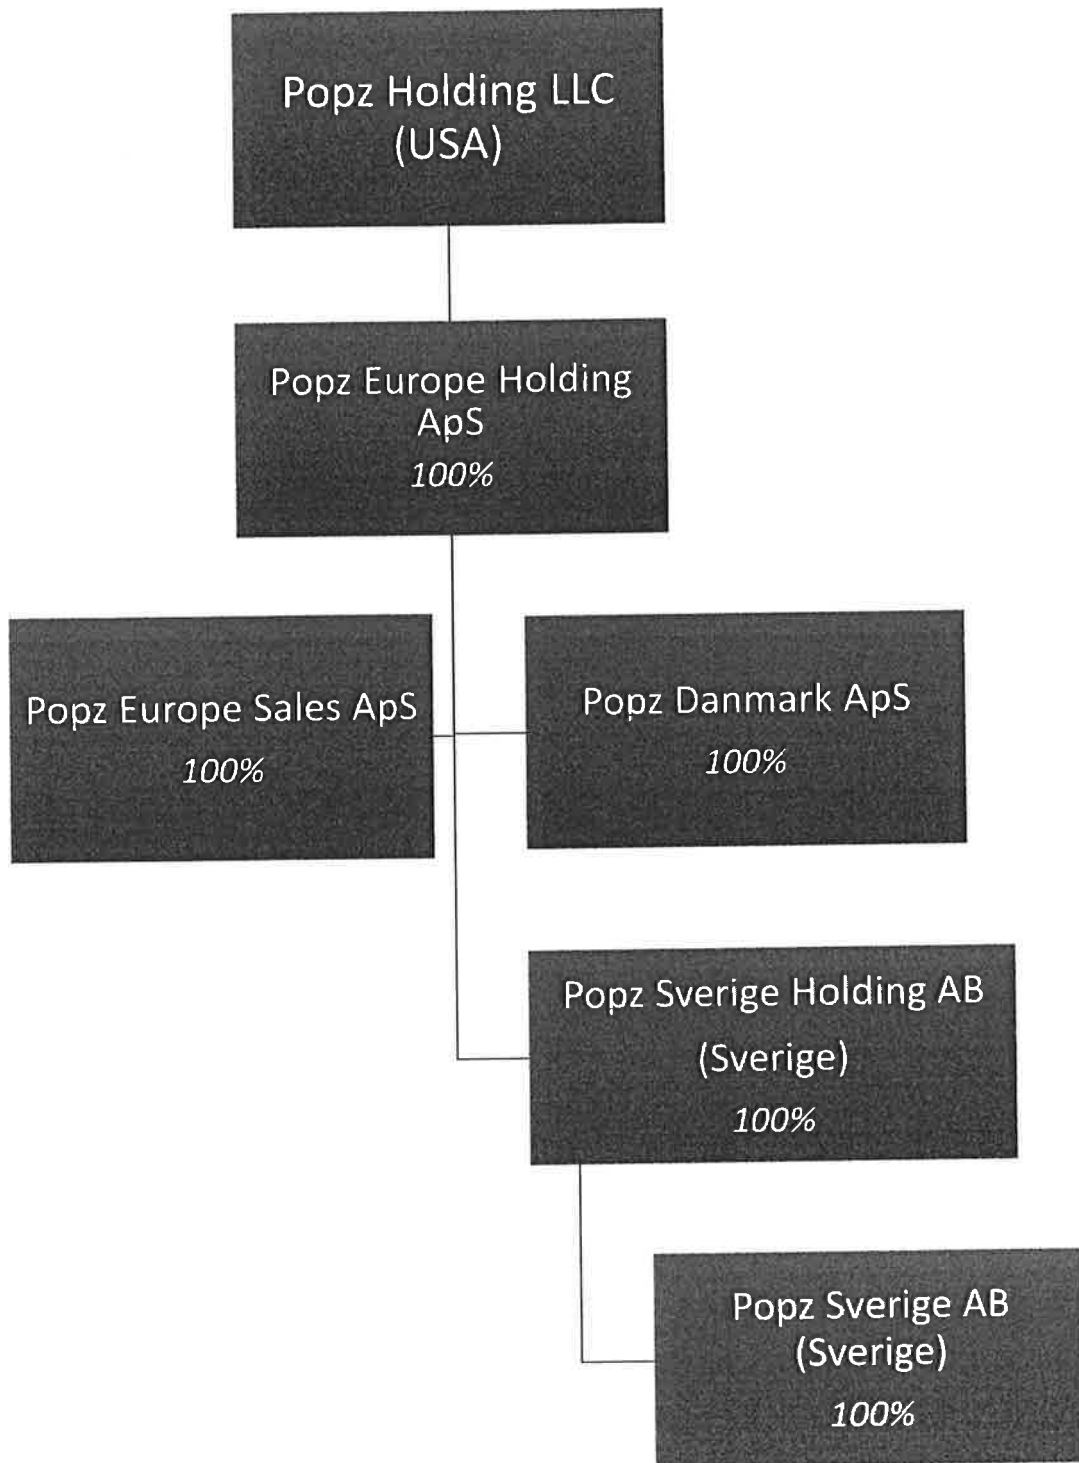 Popz Holding LLC
(USA)
Popz Europe Holding
ApS
100%
Popz Europe Sales ApS
100%
Popz Danmark ApS
100%
Popz Sverige Holding AB
(Sverige)
100%
Popz Sverige AB
(Sverige)
100%